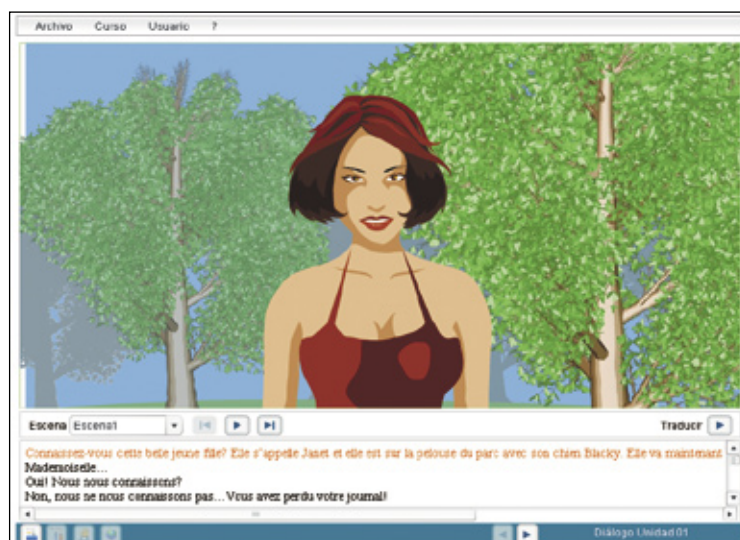 Archivo Curso Usuario ?
Escena Escena1 Traducir
Connaissez-vous cette belle jeune fille? Elle s'appelle Janet et elle est sur la pelouse du parc avec son chien Blacky. Elle va maintenant
Mademoiselle...
Oui! Nous nous connaissons?
Non, nous ne nous connaissons pas... Vous avez perdu votre journal!
Diálogo Unidad 01